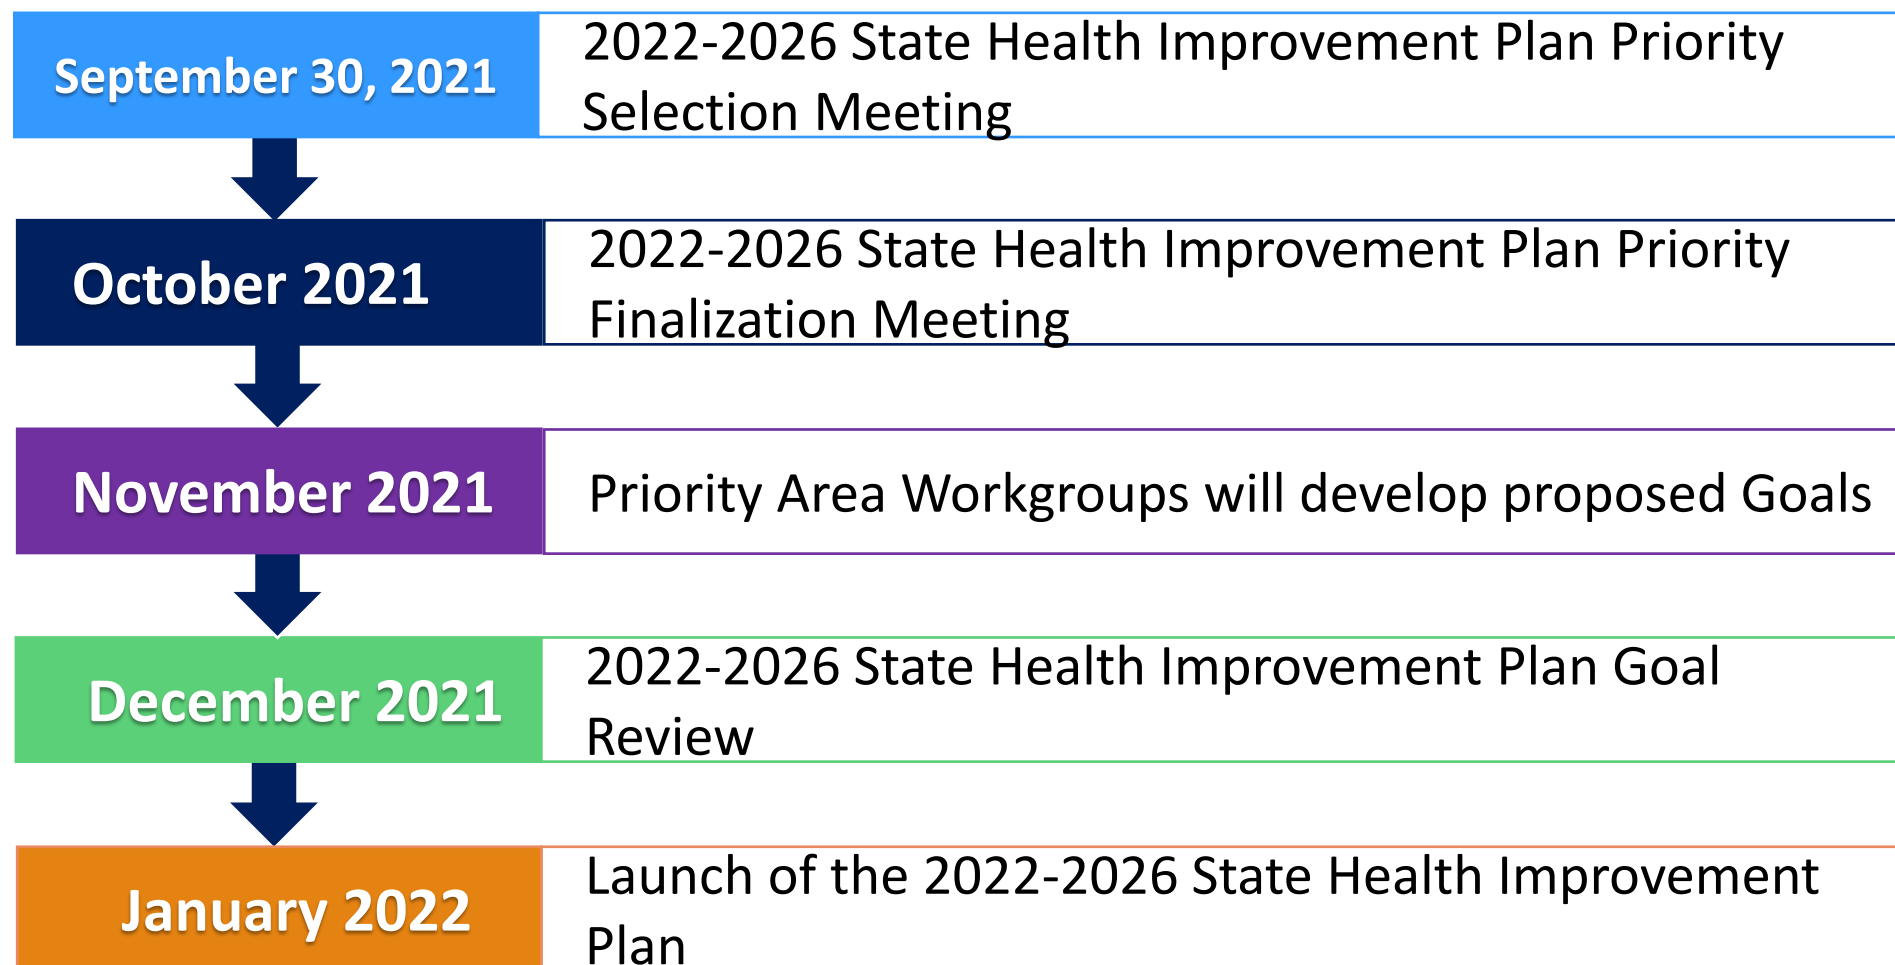 September 30, 2021
2022-2026 State Health Improvement Plan Priority
Selection Meeting
October 2021
2022-2026 State Health Improvement Plan Priority
Finalization Meeting
November 2021
Priority Area Workgroups will develop proposed Goals
December 2021
2022-2026 State Health Improvement Plan Goal
Review
January 2022
Launch of the 2022-2026 State Health Improvement
Plan